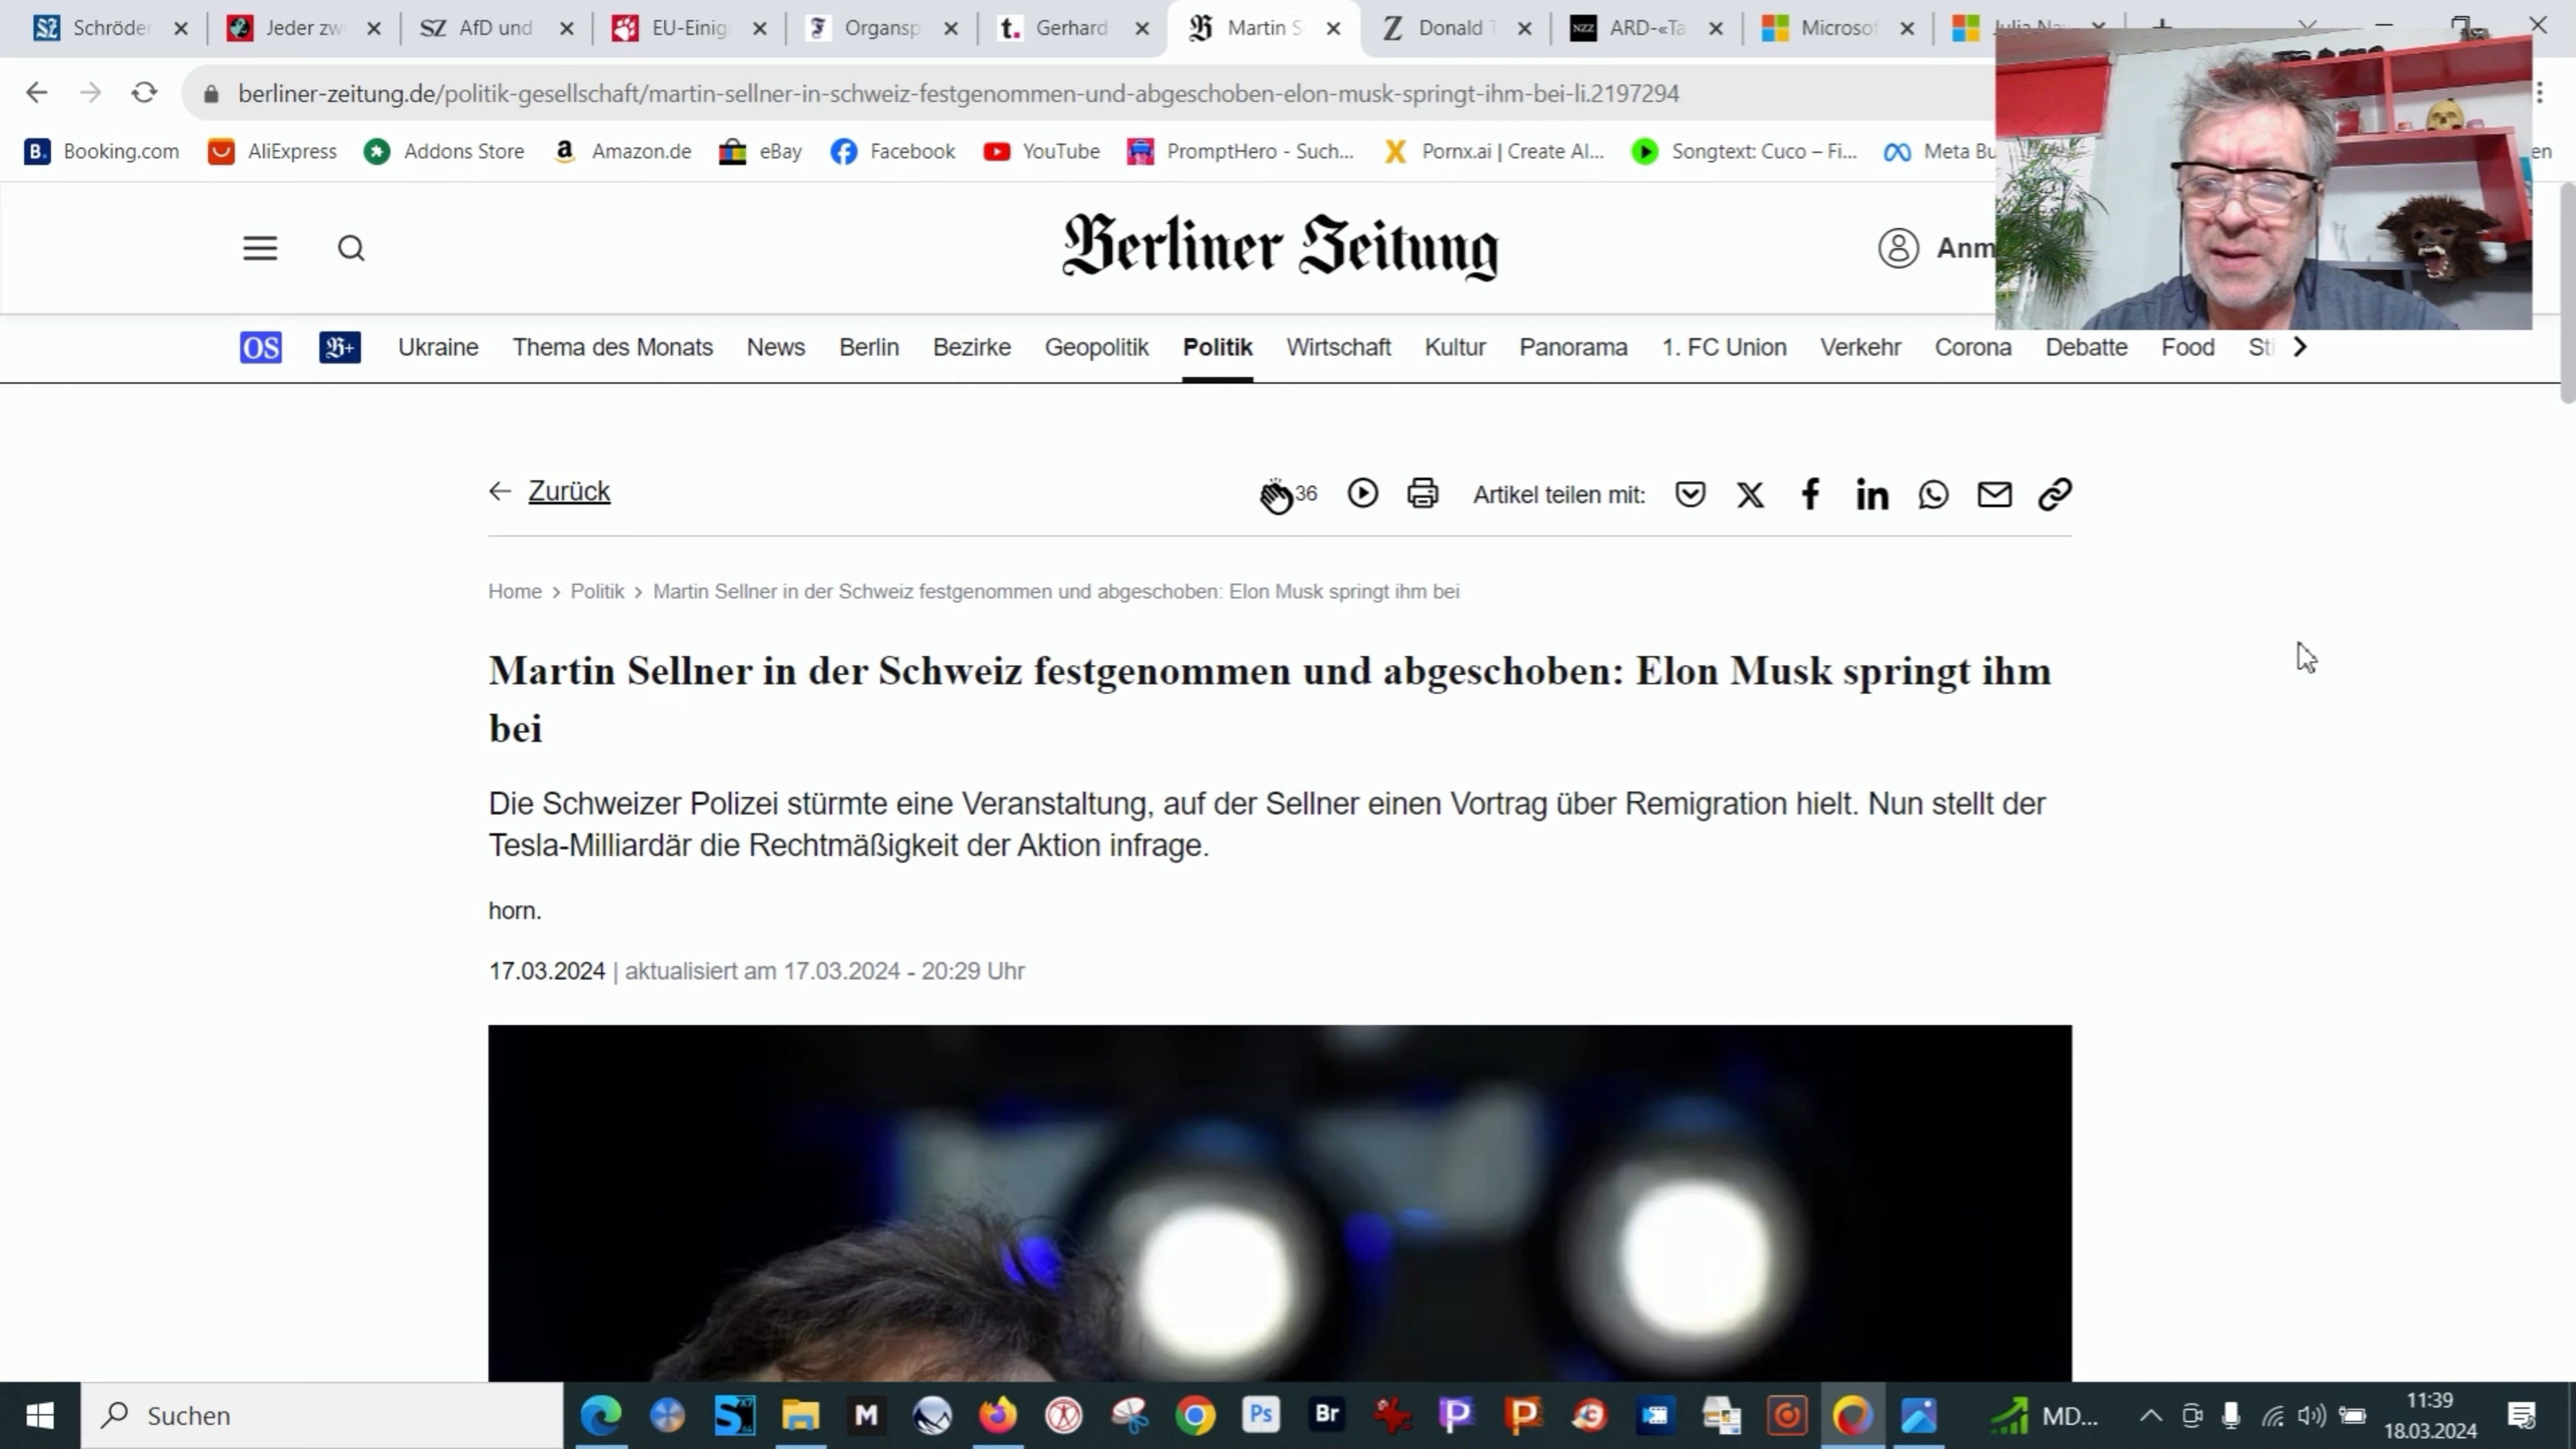 Schröder
Jeder zw
AfD und
EU-Einig
Organsp
Gerhard
Martin S
Donald T
ARD-«Ta
Microsof
berliner-zeitung.de/politik-gesellschaft/martin-sellner-in-schweiz-festgenommen-und-abgeschoben-elon-musk-springt-ihm-bei-li.2197294
Booking.com
AliExpress
Addons Store
Amazon.de
eBay
Facebook
YouTube
PromptHero - Such...
Pornx.ai | Create AI...
Songtext: Cuco – Fi...
Meta Bu
en
Berliner Zeitung
Anm
OS B+ Ukraine Thema des Monats News Berlin Bezirke Geopolitik Politik Wirtschaft Kultur Panorama 1. FC Union Verkehr Corona Debatte Food Sti
Zurück
36
Artikel teilen mit:
Home > Politik > Martin Sellner in der Schweiz festgenommen und abgeschoben: Elon Musk springt ihm bei
Martin Sellner in der Schweiz festgenommen und abgeschoben: Elon Musk springt ihm
bei
Die Schweizer Polizei stürmte eine Veranstaltung, auf der Sellner einen Vortrag über Remigration hielt. Nun stellt der
Tesla-Milliardär die Rechtmäßigkeit der Aktion infrage.
horn.
17.03.2024 | aktualisiert am 17.03.2024 - 20:29 Uhr
Suchen
Ps
Br
MD...
11:39
18.03.2024